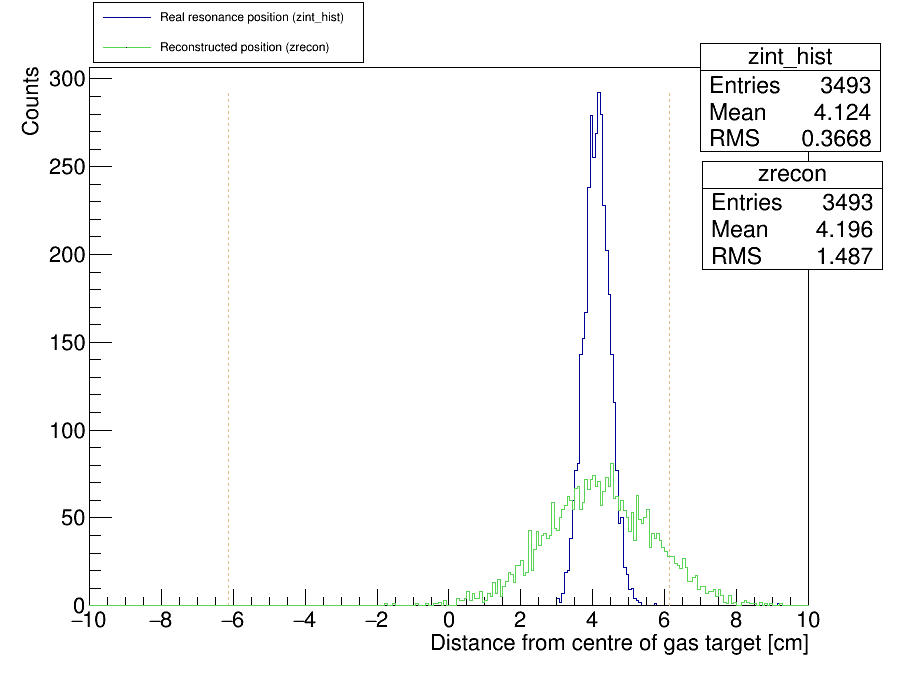 Real resonance position (zint_hist)
Reconstructed position (zrecon)
zint_hist
Entries 3493
Mean 4.124
RMS 0.3668
zrecon
Entries 3493
Mean 4.196
RMS 1.487
Counts
300
250
200
150
100
50
0
−10 −8 −6 −4 −2 0 2 4 6 8 10
Distance from centre of gas target [cm]